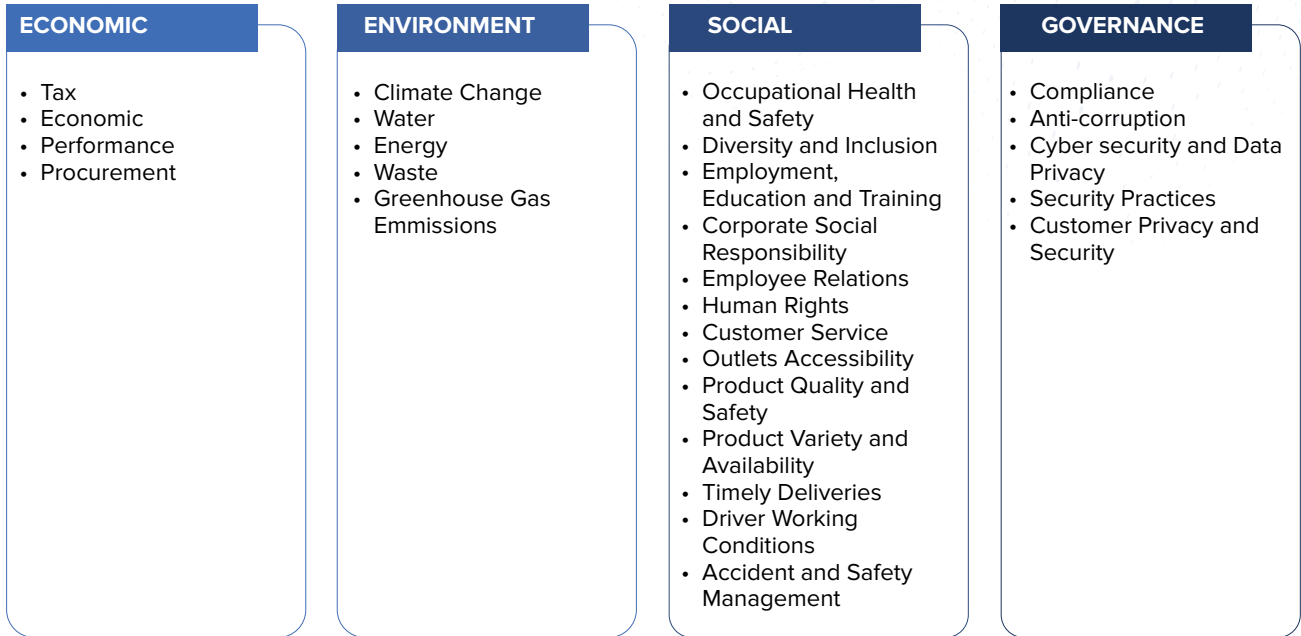 ECONOMIC
• Tax
• Economic
• Performance
• Procurement
ENVIRONMENT
• Climate Change
• Water
• Energy
• Waste
• Greenhouse Gas
Emmissions
SOCIAL
• Occupational Health
and Safety
• Diversity and Inclusion
• Employment,
Education and Training
• Corporate Social
Responsibility
• Employee Relations
• Human Rights
• Customer Service
• Outlets Accessibility
• Product Quality and
Safety
• Product Variety and
Availability
• Timely Deliveries
• Driver Working
Conditions
• Accident and Safety
Management
GOVERNANCE
• Compliance
• Anti-corruption
• Cyber security and Data
Privacy
• Security Practices
• Customer Privacy and
Security